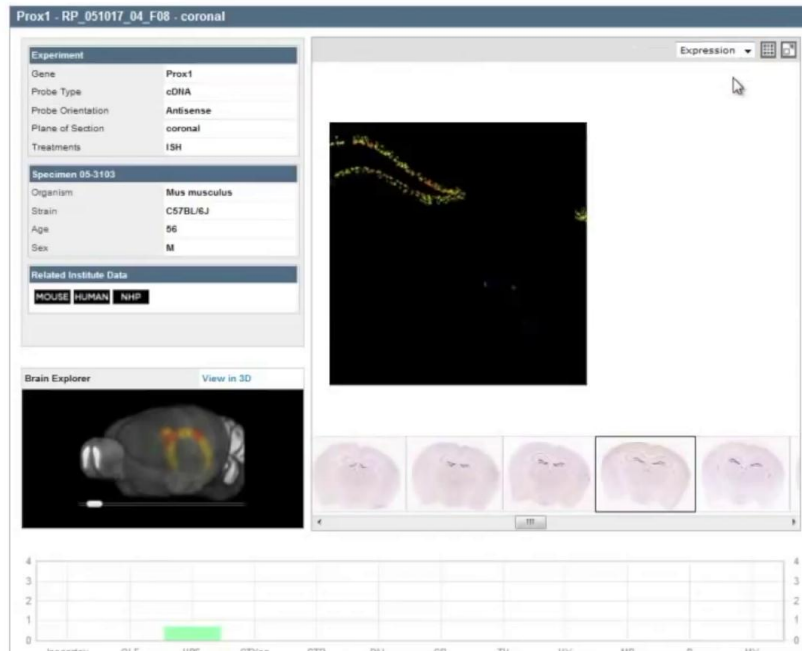 Prox1 - RP_051017_04_F08 - coronal
Expression
Experiment
Gene Prox1
Probe Type cDNA
Probe Orientation Antisense
Plane of Section coronal
Treatments ISH
Specimen 05-3103
Organism Mus musculus
Strain C57BL/6J
Age 56
Sex M
Related Institute Data
MOUSE HUMAN NHP
Brain Explorer View in 3D
4 4
3 3
2 2
1 1
0 0